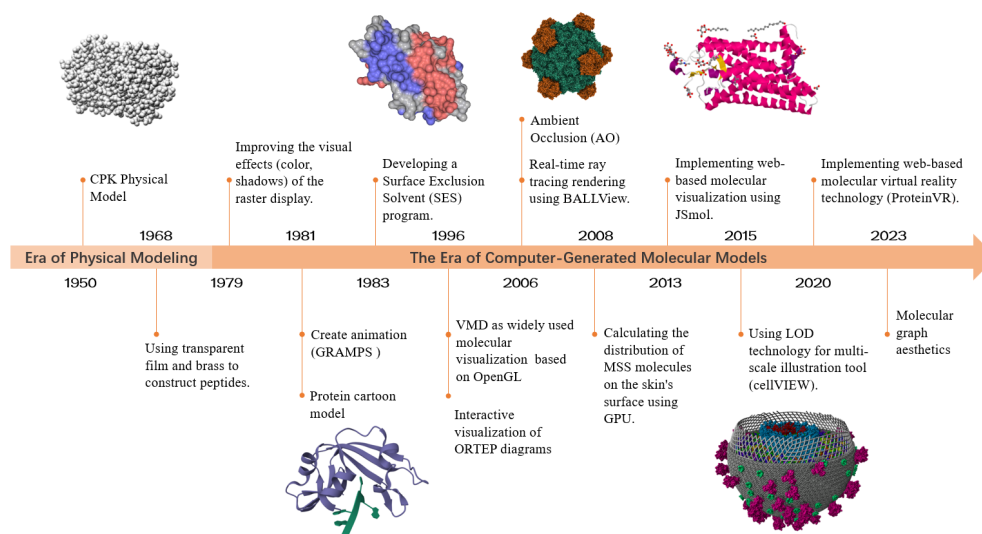 CPK Physical
Model
Improving the visual
effects (color,
shadows) of the
raster display.
Developing a
Surface Exclusion
Solvent (SES)
program.
Ambient
Occlusion (AO)
Real-time ray
tracing rendering
using BALLView.
Implementing web-
based molecular
visualization using
JSmol.
Implementing web-based
molecular virtual reality
technology (ProteinVR).
1968
1981
1996
2008
2015
2023
Era of Physical Modeling
The Era of Computer-Generated Molecular Models
1950
1979
1983
2006
2013
2020
Using transparent
film and brass to
construct peptides.
Create animation
(GRAMPS )
Protein cartoon
model
VMD as widely used
molecular
visualization based
on OpenGL
Interactive
visualization of
ORTEP diagrams
Calculating the
distribution of
MSS molecules
on the skin's
surface using
GPU.
Using LOD
technology for multi-
scale illustration tool
(cellVIEW).
Molecular
graph
aesthetics